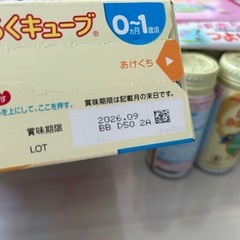 らくキューブ
0~1
カ月 歳頃
あけくち
を上にして、ここを押す。
賞味期限は記載月の末日です。
賞味期限
2026.09
LOT
BB D50 2A